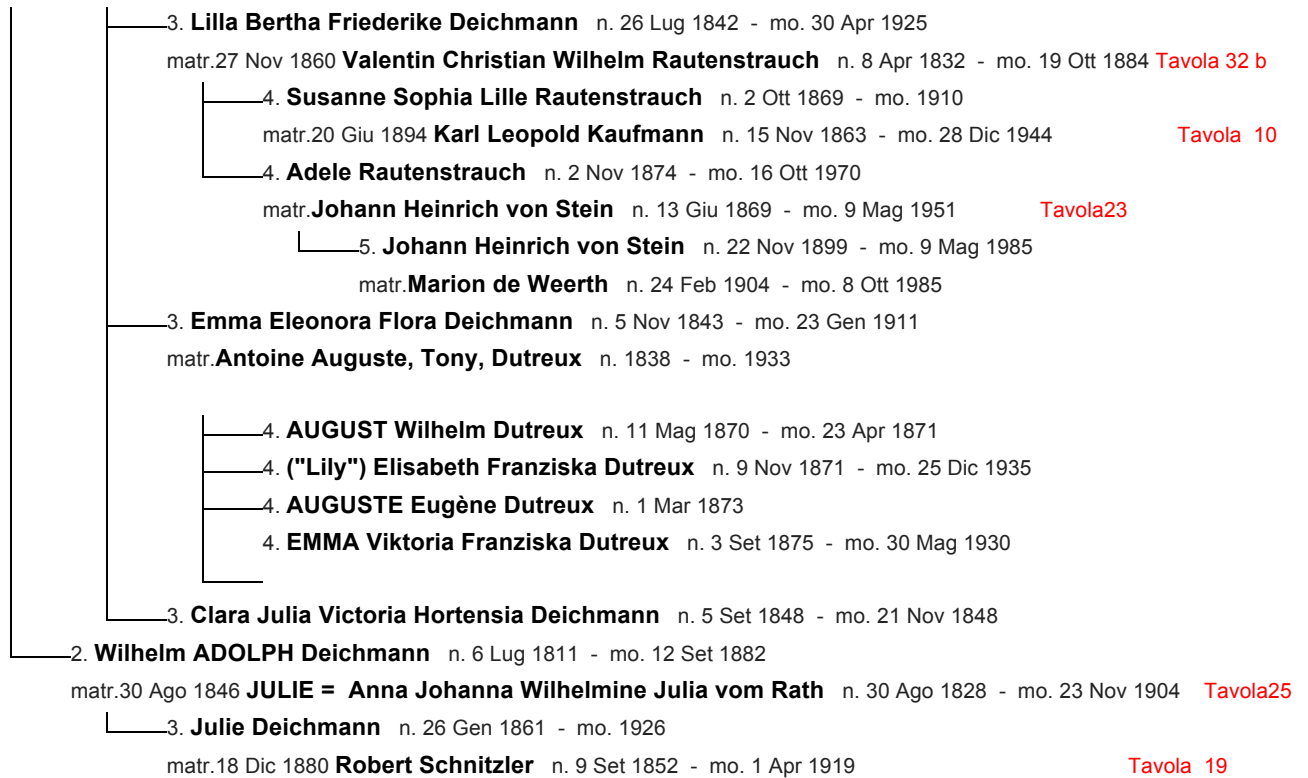 3. Lilla Bertha Friederike Deichmann n. 26 Lug 1842 - mo. 30 Apr 1925
matr.27 Nov 1860 Valentin Christian Wilhelm Rautenstrauch n. 8 Apr 1832 - mo. 19 Ott 1884 Tavola 32 b
4. Susanne Sophia Lille Rautenstrauch n. 2 Ott 1869 - mo. 1910
matr.20 Giu 1894 Karl Leopold Kaufmann n. 15 Nov 1863 - mo. 28 Dic 1944 Tavola 10
4. Adele Rautenstrauch n. 2 Nov 1874 - mo. 16 Ott 1970
matr.Johann Heinrich von Stein n. 13 Giu 1869 - mo. 9 Mag 1951 Tavola23
5. Johann Heinrich von Stein n. 22 Nov 1899 - mo. 9 Mag 1985
matr.Marion de Weerth n. 24 Feb 1904 - mo. 8 Ott 1985
3. Emma Eleonora Flora Deichmann n. 5 Nov 1843 - mo. 23 Gen 1911
matr.Antoine Auguste, Tony, Dutreux n. 1838 - mo. 1933
4. AUGUST Wilhelm Dutreux n. 11 Mag 1870 - mo. 23 Apr 1871
4. ("Lily") Elisabeth Franziska Dutreux n. 9 Nov 1871 - mo. 25 Dic 1935
4. AUGUSTE Eugène Dutreux n. 1 Mar 1873
4. EMMA Viktoria Franziska Dutreux n. 3 Set 1875 - mo. 30 Mag 1930
3. Clara Julia Victoria Hortensia Deichmann n. 5 Set 1848 - mo. 21 Nov 1848
2. Wilhelm ADOLPH Deichmann n. 6 Lug 1811 - mo. 12 Set 1882
matr.30 Ago 1846 JULIE = Anna Johanna Wilhelmine Julia vom Rath n. 30 Ago 1828 - mo. 23 Nov 1904 Tavola25
3. Julie Deichmann n. 26 Gen 1861 - mo. 1926
matr.18 Dic 1880 Robert Schnitzler n. 9 Set 1852 - mo. 1 Apr 1919 Tavola 19